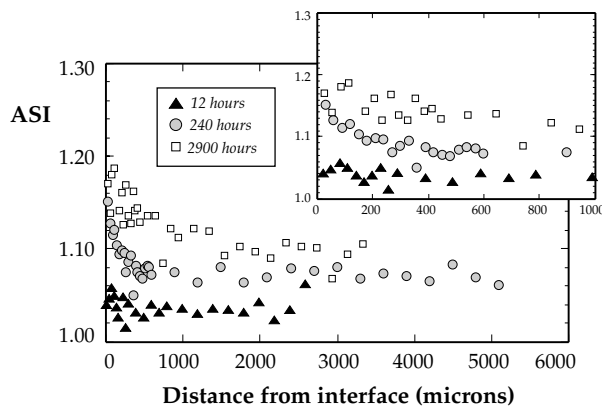 1.3
1.2
1.1
1.0
0 200 400 600 800 1000
1.30
ASI
1.20
1.10
1.00
12 hours
240 hours
2900 hours
0 1000 2000 3000 4000 5000 6000
Distance from interface (microns)